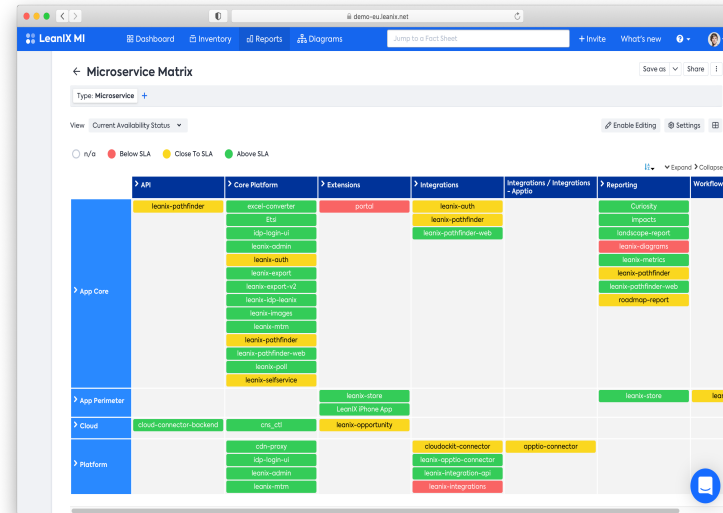 demo-eu.leanix.net
LeanIX MI
Dashboard
Inventory
Reports
Diagrams
Jump to a Fact Sheet
+ Invite
What's new
← Microservice Matrix
Save as
Share
Type: Microservice +
View Current Availability Status
Enable Editing
Settings
n/a
Below SLA
Close To SLA
Above SLA
Expand
Collapse
API
Core Platform
Extensions
Integrations
Integrations / Integrations
- Apptio
Reporting
Workflow
App Core
leanix-pathfinder
excel-converter
Etsi
idp-login-ui
leanix-admin
leanix-auth
leanix-export
leanix-export-v2
leanix-idp-leanix
leanix-images
leanix-mtm
leanix-pathfinder
leanix-pathfinder-web
leanix-poll
leanix-selfservice
portal
leanix-auth
leanix-pathfinder
leanix-pathfinder-web
Curiosity
impacts
landscape-report
leanix-diagrams
leanix-metrics
leanix-pathfinder
leanix-pathfinder-web
roadmap-report
App Perimeter
leanix-store
LeanIX iPhone App
leanix-store
lean
Cloud
cloud-connector-backend
cns_ctl
leanix-opportunity
Platform
cdn-proxy
idp-login-ui
leanix-admin
leanix-mtm
cloudockit-connector
leanix-apptio-connector
leanix-integration-api
leanix-integrations
apptio-connector